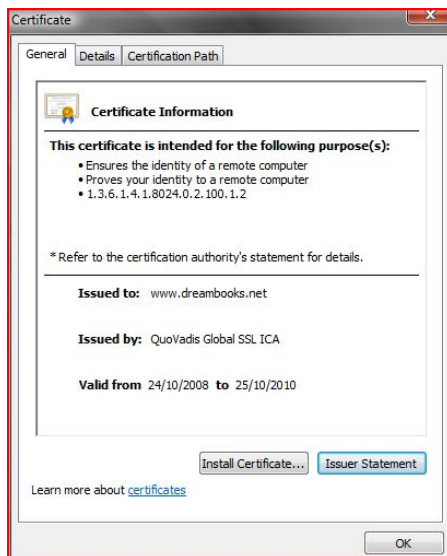 Certificate
General Details Certification Path
Certificate Information
This certificate is intended for the following purpose(s):
• Ensures the identity of a remote computer
• Proves your identity to a remote computer
• 1.3.6.1.4.1.8024.0.2.100.1.2
* Refer to the certification authority's statement for details.
Issued to: www.dreambooks.net
Issued by: QuoVadis Global SSL ICA
Valid from 24/10/2008 to 25/10/2010
Install Certificate... Issuer Statement
Learn more about certificates
OK